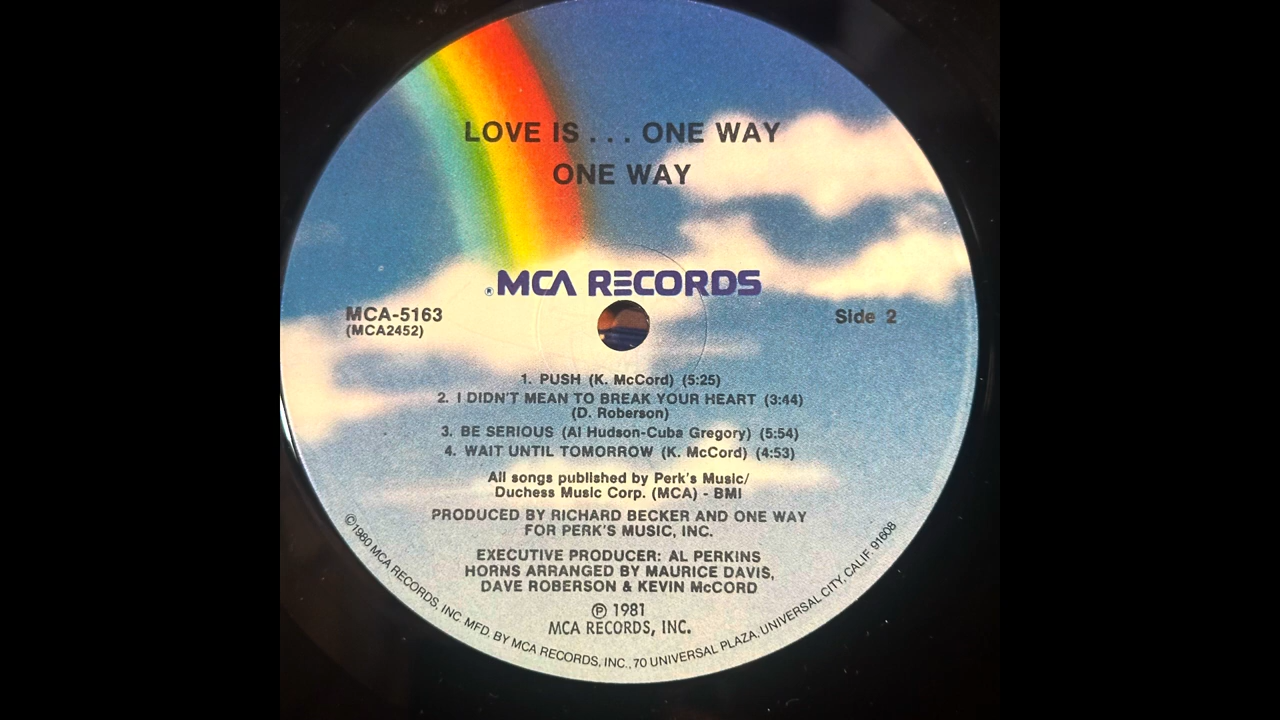 LOVE IS . . . ONE WAY
ONE WAY
®MCA RECORDS
MCA-5163
(MCA2452)
Side 2
1. PUSH (K. McCord) (5:25)
2. I DIDN'T MEAN TO BREAK YOUR HEART (3:44)
(D. Roberson)
3. BE SERIOUS (Al Hudson-Cuba Gregory) (5:54)
4. WAIT UNTIL TOMORROW (K. McCord) (4:53)
All songs published by Perk's Music/
Duchess Music Corp. (MCA) - BMI
PRODUCED BY RICHARD BECKER AND ONE WAY
FOR PERK'S MUSIC, INC.
EXECUTIVE PRODUCER: AL PERKINS
HORNS ARRANGED BY MAURICE DAVIS,
DAVE ROBERSON & KEVIN McCORD
℗ 1981
MCA RECORDS, INC.
©1980 MCA RECORDS, INC. MFD. BY MCA RECORDS, INC., 70 UNIVERSAL PLAZA, UNIVERSAL CITY, CALIF. 91608